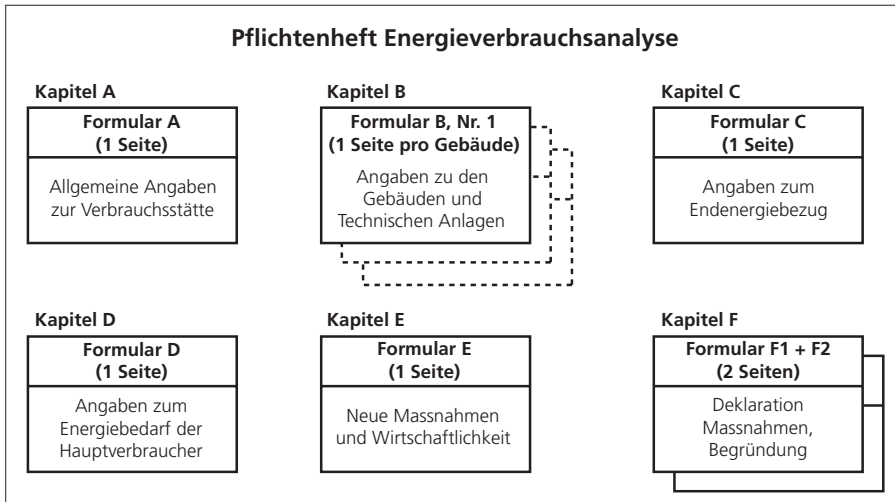 Pflichtenheft Energieverbrauchsanalyse
Kapitel A
Formular A
(1 Seite)
Allgemeine Angaben
zur Verbrauchsstätte
Kapitel B
Formular B, Nr. 1
(1 Seite pro Gebäude)
Angaben zu den
Gebäuden und
Technischen Anlagen
Kapitel C
Formular C
(1 Seite)
Angaben zum
Endenergiebezug
Kapitel D
Formular D
(1 Seite)
Angaben zum
Energiebedarf der
Hauptverbraucher
Kapitel E
Formular E
(1 Seite)
Neue Massnahmen
und Wirtschaftlichkeit
Kapitel F
Formular F1 + F2
(2 Seiten)
Deklaration
Massnahmen,
Begründung